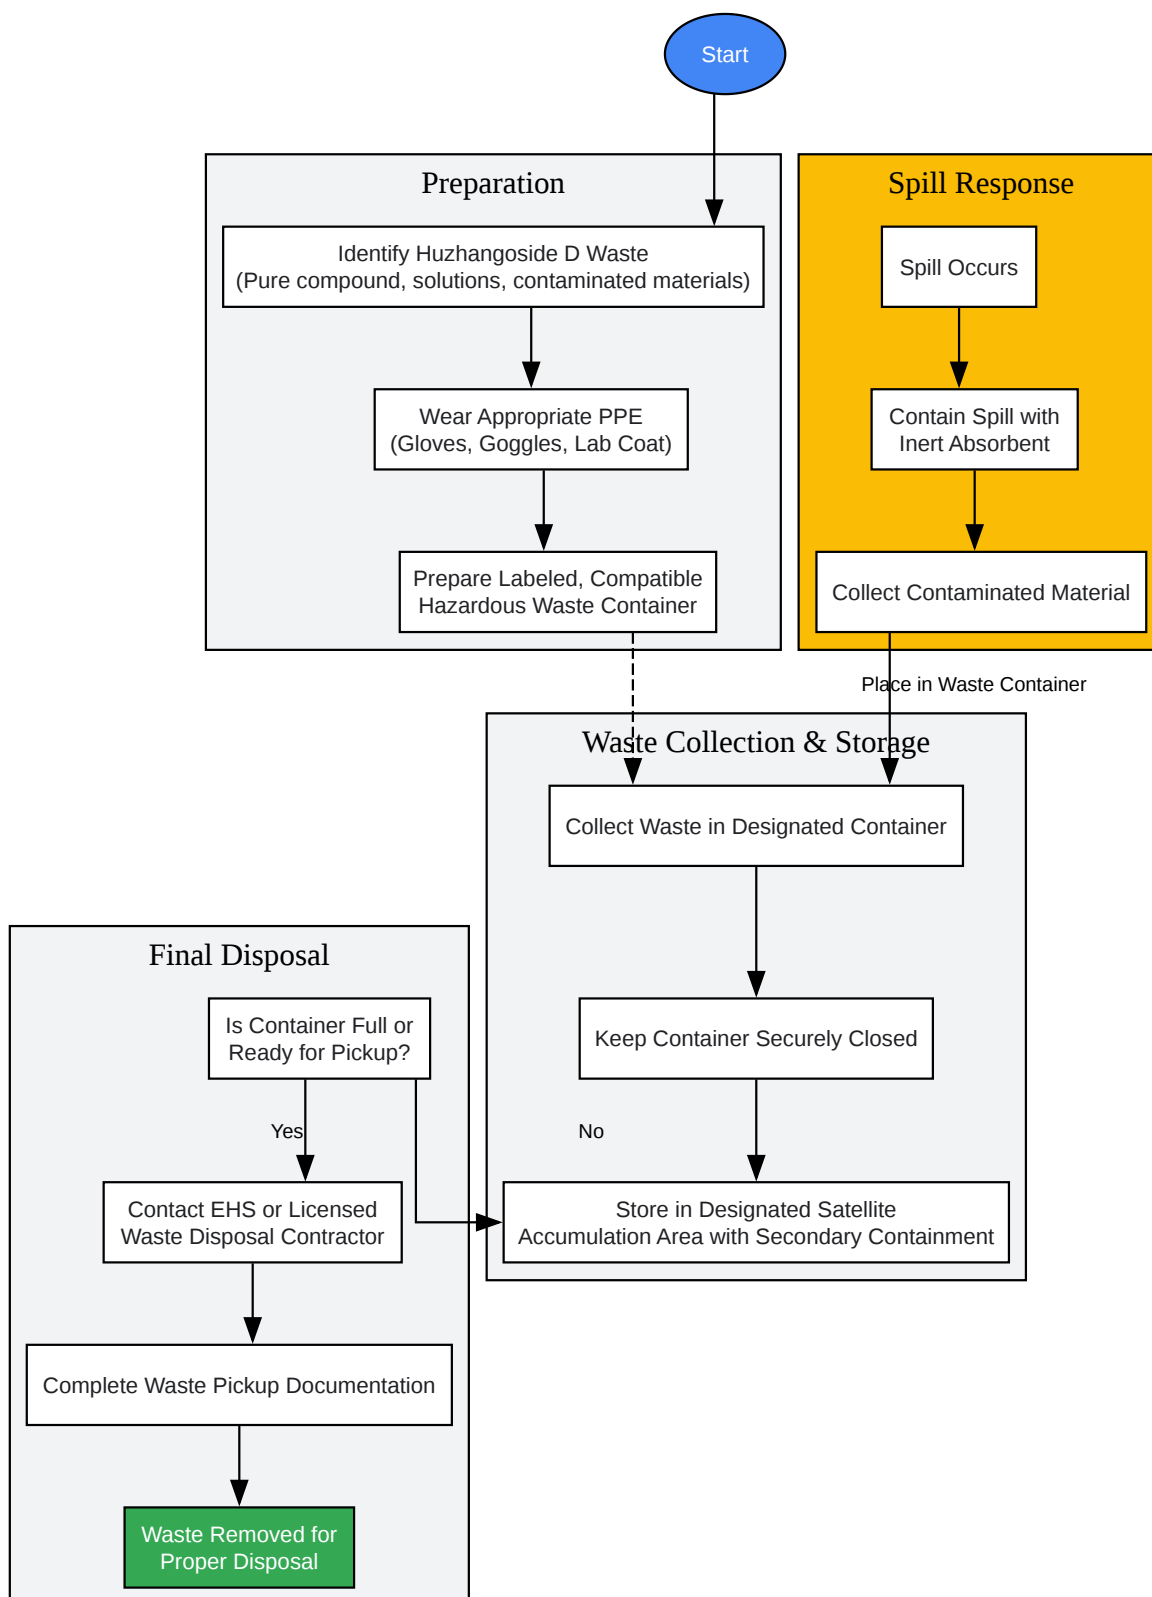 Start
Preparation
Identify Huzhangoside D Waste
(Pure compound, solutions, contaminated materials)
Wear Appropriate PPE
(Gloves, Goggles, Lab Coat)
Prepare Labeled, Compatible
Hazardous Waste Container
Spill Response
Spill Occurs
Contain Spill with
Inert Absorbent
Collect Contaminated Material
Place in Waste Container
Waste Collection & Storage
Collect Waste in Designated Container
Keep Container Securely Closed
No
Store in Designated Satellite
Accumulation Area with Secondary Containment
Final Disposal
Is Container Full or
Ready for Pickup?
Yes
Contact EHS or Licensed
Waste Disposal Contractor
Complete Waste Pickup Documentation
Waste Removed for
Proper Disposal